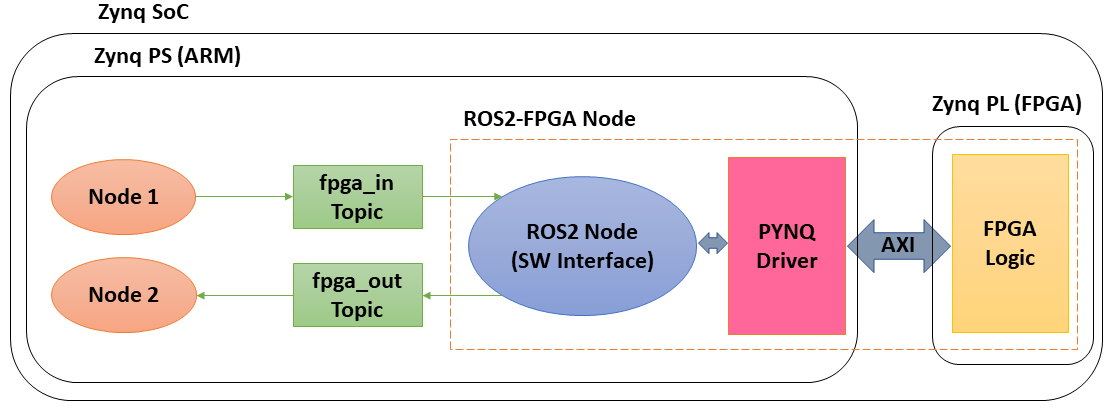 Zynq SoC
Zynq PS (ARM)
Zynq PL (FPGA)
ROS2-FPGA Node
Node 1
fpga_in
Topic
ROS2 Node
(SW Interface)
PYNQ
Driver
AXI
FPGA
Logic
Node 2
fpga_out
Topic